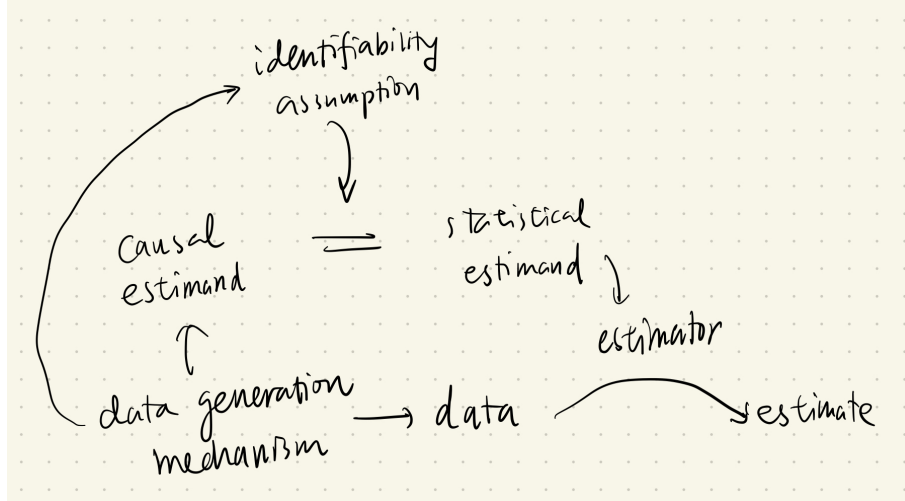 identifiability
assumption
causal
estimand
=
statistical
estimand
estimator
data generation
mechanism
data
estimate